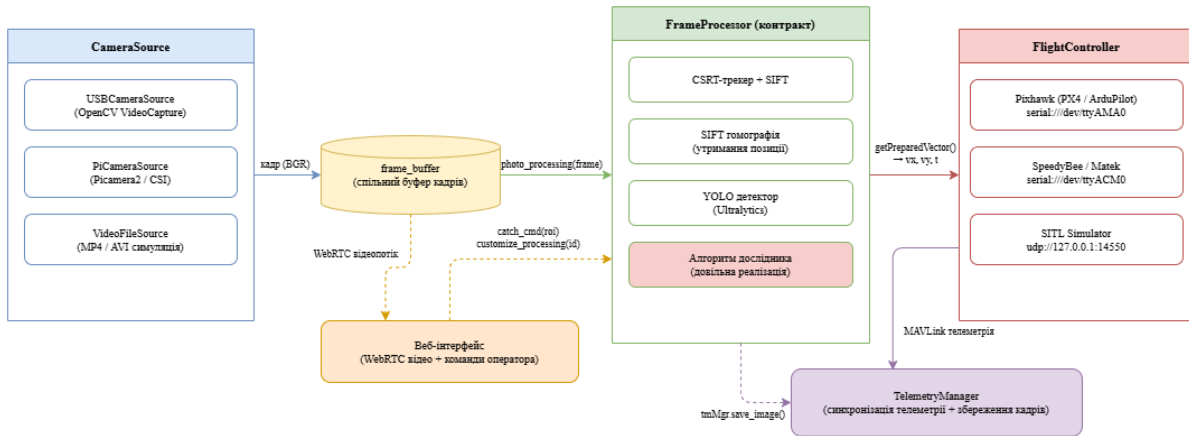 CameraSource
USBCameraSource
(OpenCV VideoCapture)
PiCameraSource
(Picamera2 / CSI)
VideoFileSource
(MP4 / AVI симуляція)
кадр (BGR)
frame_buffer
(спільний буфер кадрів)
WebRTC відеопотік
photo_processing(frame)
catch_cmd(roi)
customize_processing(id)
Веб-інтерфейс
(WebRTC відео + команди оператора)
FrameProcessor (контракт)
CSRT-трекер + SIFT
SIFT гомографія
(утримання позиції)
YOLO детектор
(Ultralytics)
Алгоритм дослідника
(довільна реалізація)
getPreparedVector()
→ vx, vy, t
FlightController
Pixhawk (PX4 / ArduPilot)
serial:///dev/ttyAMA0
SpeedyBee / Matek
serial:///dev/ttyACM0
SITL Simulator
udp://127.0.0.1:14550
MAVLink телеметрія
tmMgr.save_image()
TelemetryManager
(синхронізація телеметрії + збереження кадрів)